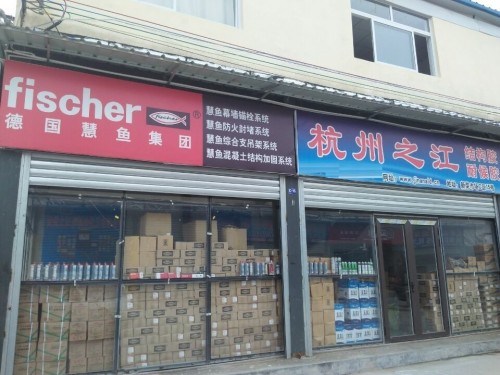 fischer
德国慧鱼集团
慧鱼幕墙锚栓系统
慧鱼防火封堵系统
慧鱼综合支吊架系统
慧鱼混凝土结构加固系统
杭州之江
结构胶
耐候胶